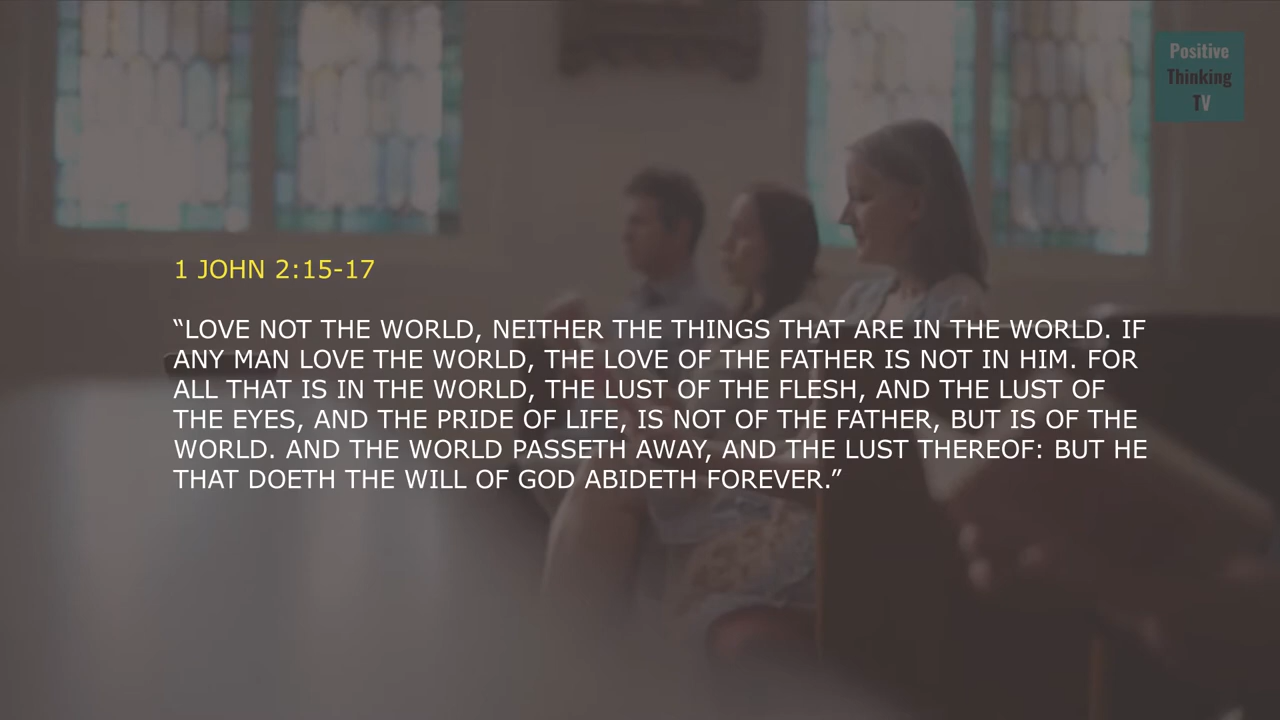 Positive
Thinking
TV
1 JOHN 2:15-17
“LOVE NOT THE WORLD, NEITHER THE THINGS THAT ARE IN THE WORLD. IF
ANY MAN LOVE THE WORLD, THE LOVE OF THE FATHER IS NOT IN HIM. FOR
ALL THAT IS IN THE WORLD, THE LUST OF THE FLESH, AND THE LUST OF
THE EYES, AND THE PRIDE OF LIFE, IS NOT OF THE FATHER, BUT IS OF THE
WORLD. AND THE WORLD PASSETH AWAY, AND THE LUST THEREOF: BUT HE
THAT DOETH THE WILL OF GOD ABIDETH FOREVER.”